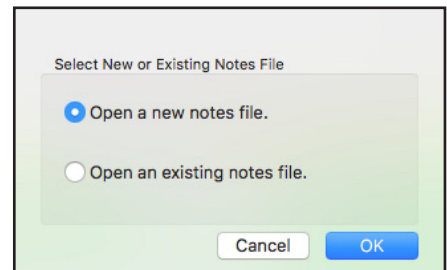 Select New or Existing Notes File
Open a new notes file.
Open an existing notes file.
Cancel OK